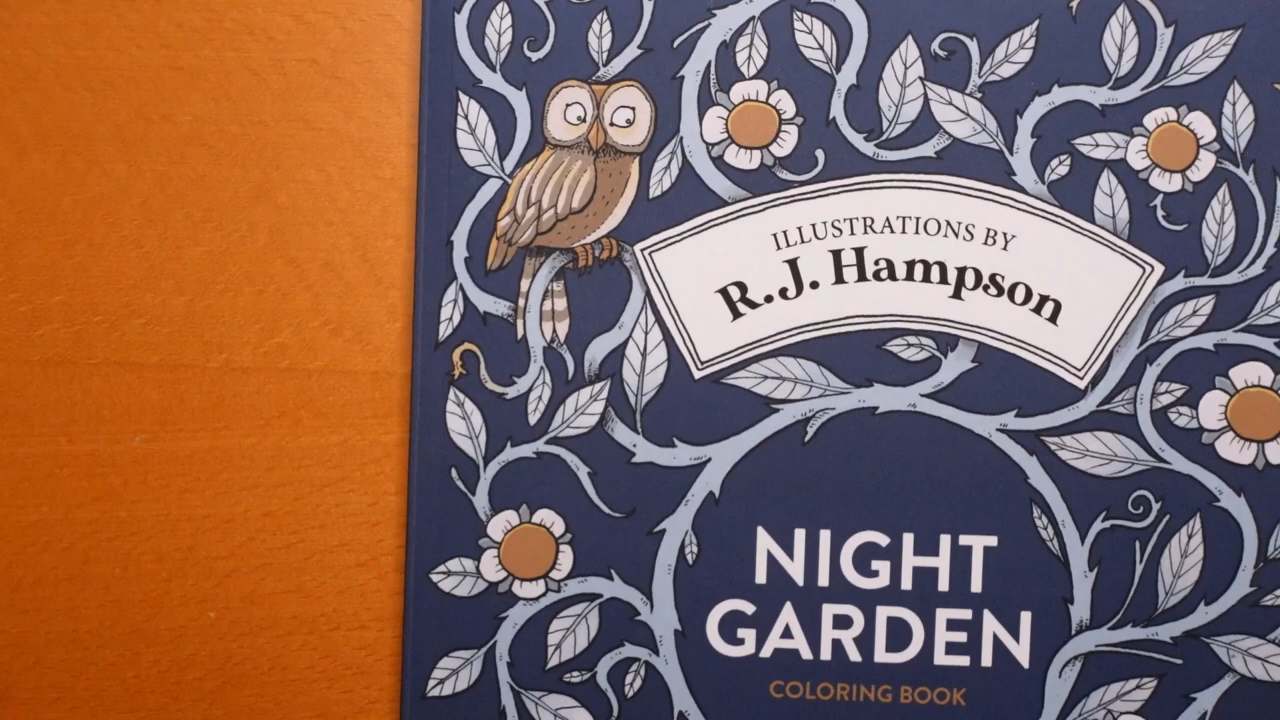 ILLUSTRATIONS BY
R.J. Hampson
NIGHT
GARDEN
COLORING BOOK